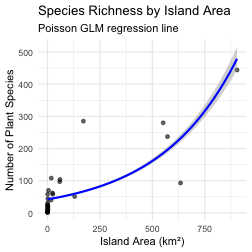 Species Richness by Island Area
Poisson GLM regression line
Number of Plant Species
500
400
300
200
100
0
0
250
500
750
Island Area (km²)